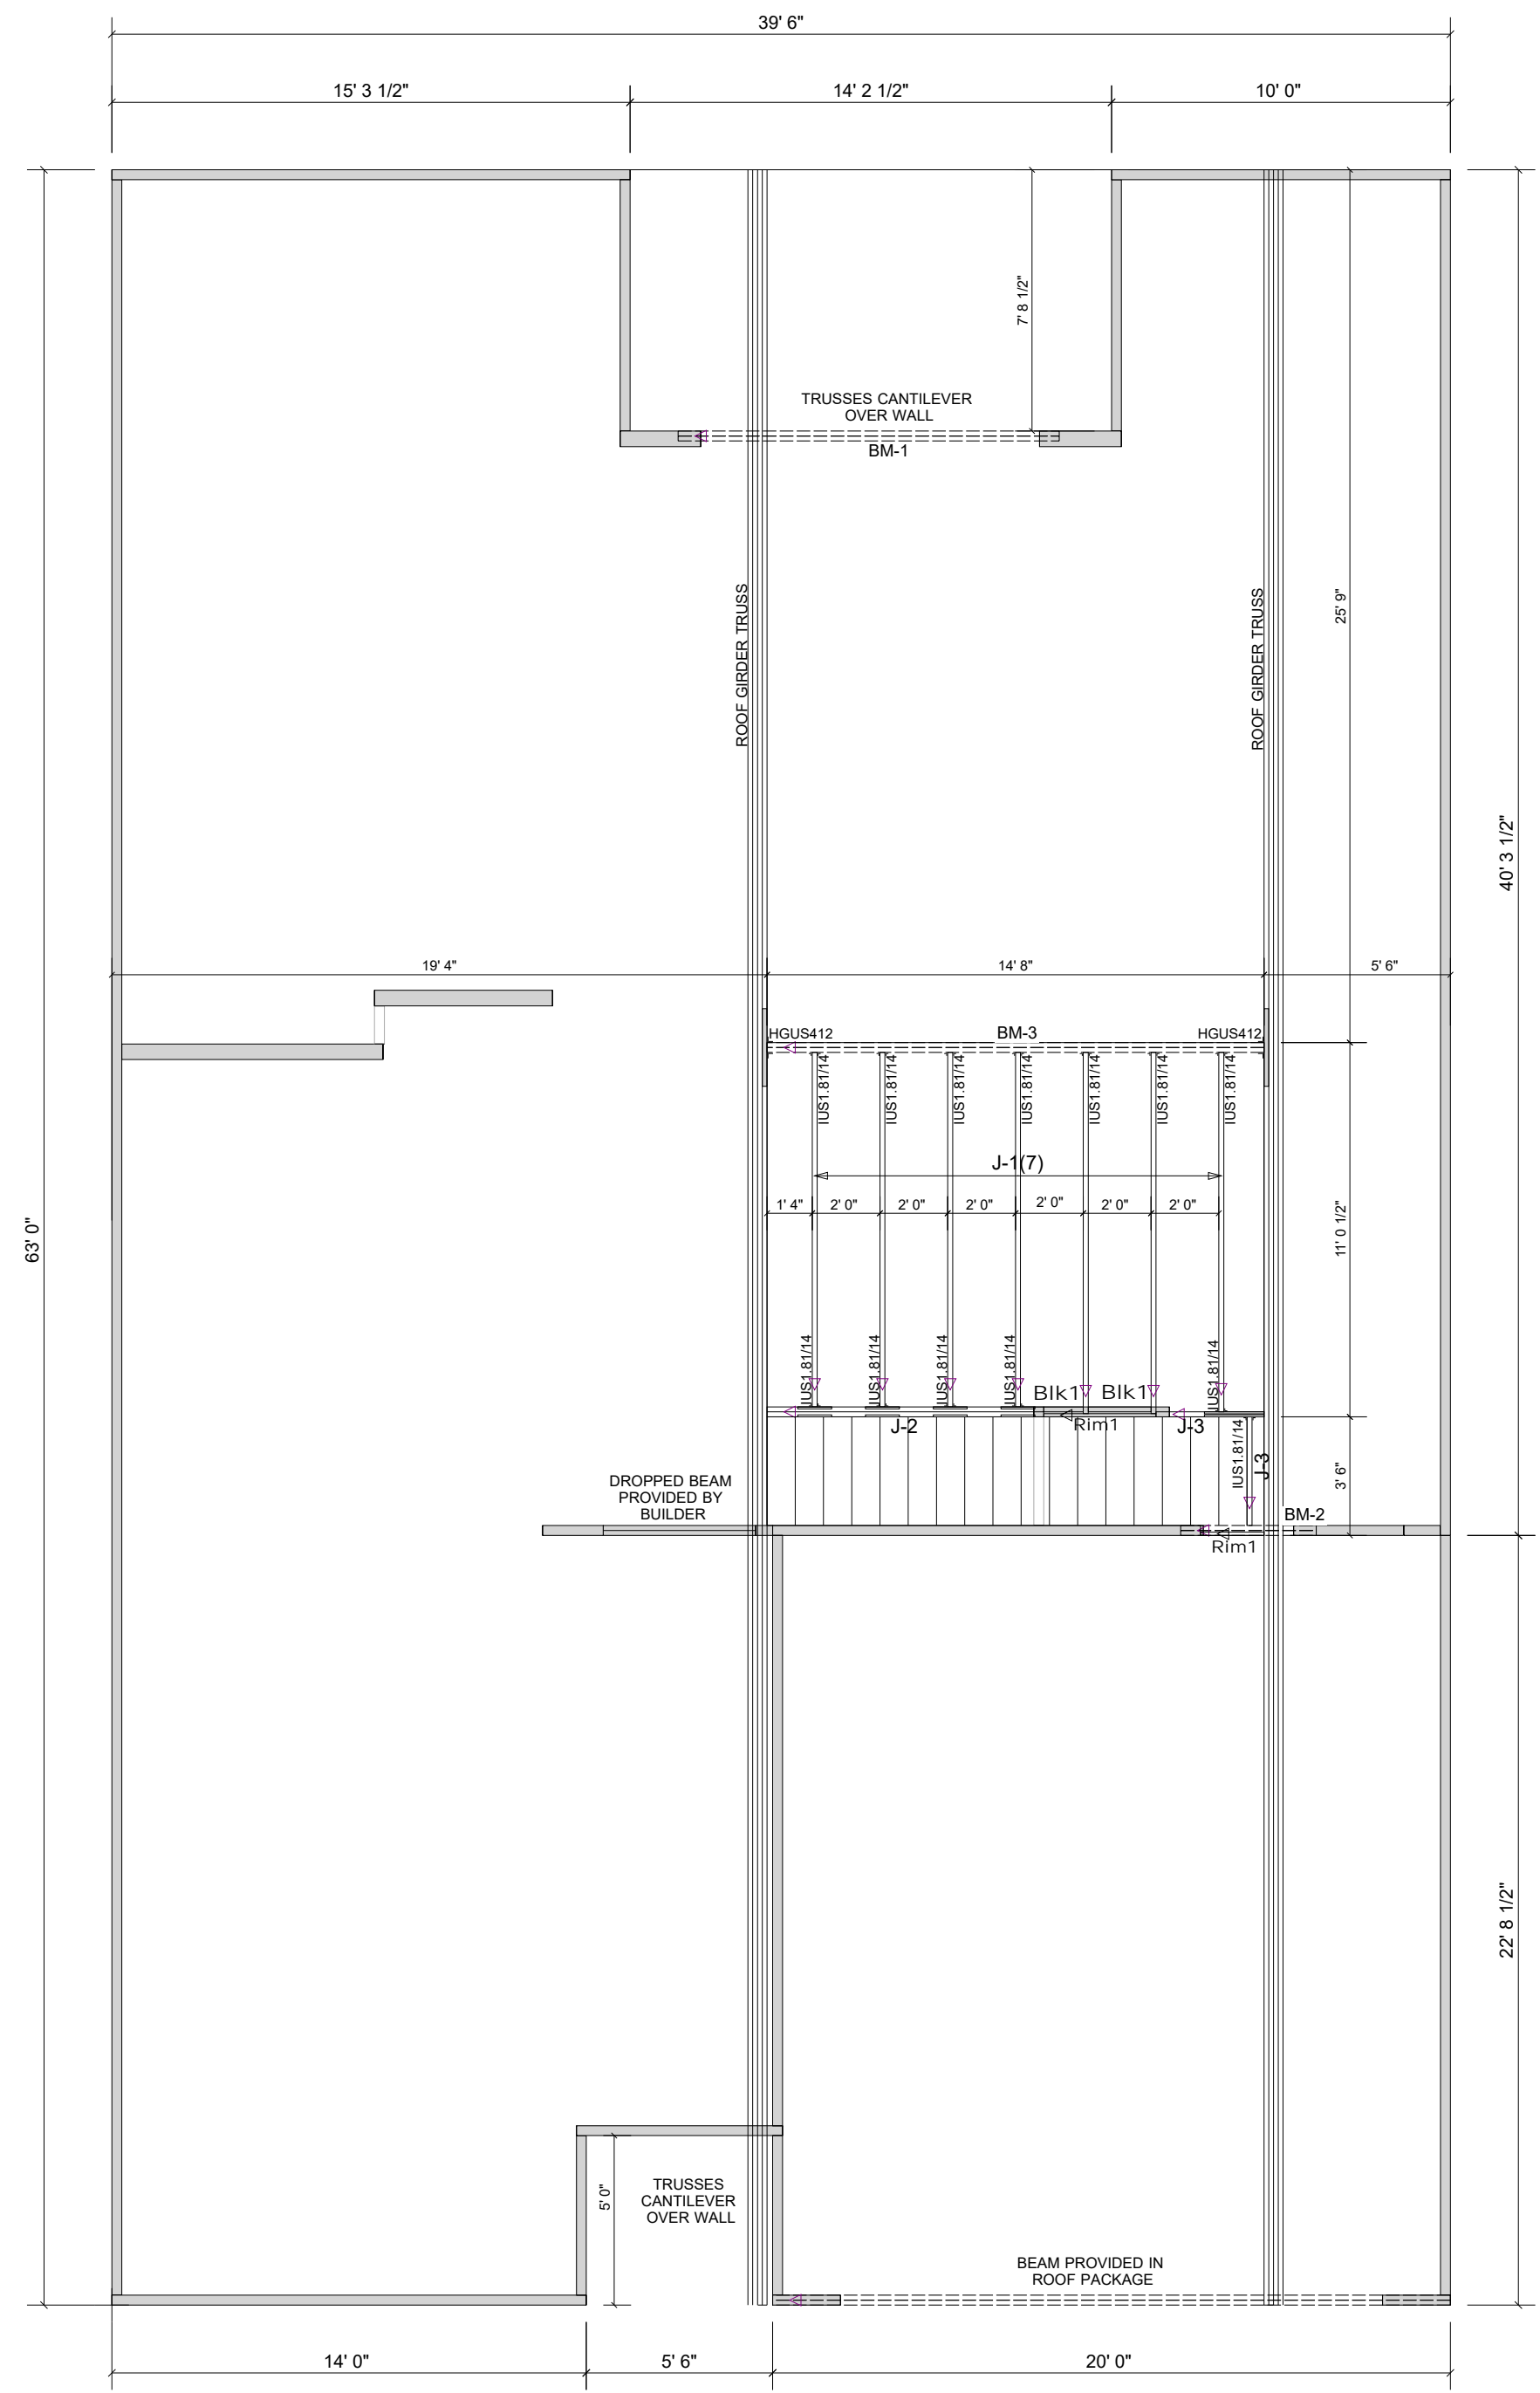 39' 6"
15' 3 1/2"
14' 2 1/2"
10' 0"
7' 8 1/2"
TRUSSES CANTILEVER
OVER WALL
BM-1
ROOF GIRDER TRUSS
ROOF GIRDER TRUSS
25' 9"
40' 3 1/2"
63' 0"
19' 4"
14' 8"
5' 6"
HGUS412
BM-3
HGUS412
IUS1.81/14
IUS1.81/14
IUS1.81/14
IUS1.81/14
IUS1.81/14
IUS1.81/14
IUS1.81/14
J-1(7)
1' 4"
2' 0"
2' 0"
2' 0"
2' 0"
2' 0"
2' 0"
11' 0 1/2"
IUS1.81/14
IUS1.81/14
IUS1.81/14
IUS1.81/14
IUS1.81/14
Blk1
Blk1
J-2
Rim1
J-3
IUS1.81/14
J-3
3' 6"
DROPPED BEAM
PROVIDED BY
BUILDER
BM-2
Rim1
22' 8 1/2"
5' 0"
TRUSSES
CANTILEVER
OVER WALL
BEAM PROVIDED IN
ROOF PACKAGE
14' 0"
5' 6"
20' 0"